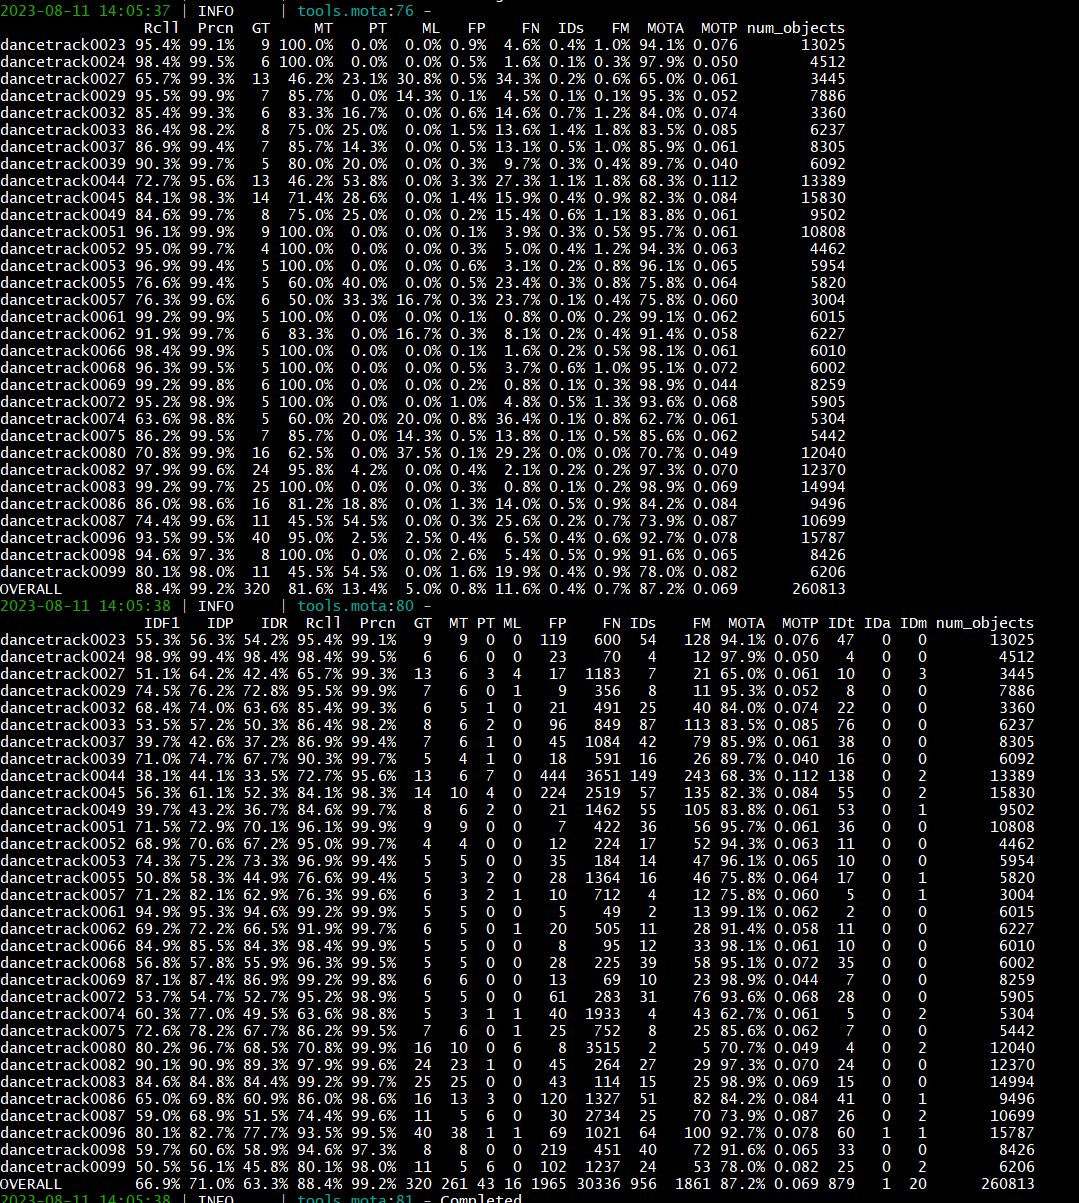 2023-08-11 14:05:37 | INFO | tools.mota:76 -
Rcll Prcn GT MT PT ML FP FN IDs FM MOTA MOTP num_objects
dancetrack0023 95.4% 99.1% 9 100.0% 0.0% 0.0% 0.9% 4.6% 0.4% 1.0% 94.1% 0.076 13025
dancetrack0024 98.4% 99.5% 6 100.0% 0.0% 0.0% 0.5% 1.6% 0.1% 0.3% 97.9% 0.050 4512
dancetrack0027 65.7% 99.3% 13 46.2% 23.1% 30.8% 0.5% 34.3% 0.2% 0.6% 65.0% 0.061 3445
dancetrack0029 95.5% 99.9% 7 85.7% 0.0% 14.3% 0.1% 4.5% 0.1% 0.1% 95.3% 0.052 7886
dancetrack0032 85.4% 99.3% 6 83.3% 16.7% 0.0% 0.6% 14.6% 0.7% 1.2% 84.0% 0.074 3360
dancetrack0033 86.4% 98.2% 8 75.0% 25.0% 0.0% 1.5% 13.6% 1.4% 1.8% 83.5% 0.085 6237
dancetrack0037 86.9% 99.4% 7 85.7% 14.3% 0.0% 0.5% 13.1% 0.5% 1.0% 85.9% 0.061 8305
dancetrack0039 90.3% 99.7% 5 80.0% 20.0% 0.0% 0.3% 9.7% 0.3% 0.4% 89.7% 0.040 6092
dancetrack0044 72.7% 95.6% 13 46.2% 53.8% 0.0% 3.3% 27.3% 1.1% 1.8% 68.3% 0.112 13389
dancetrack0045 84.1% 98.3% 14 71.4% 28.6% 0.0% 1.4% 15.9% 0.4% 0.9% 82.3% 0.084 15830
dancetrack0049 84.6% 99.7% 8 75.0% 25.0% 0.0% 0.2% 15.4% 0.6% 1.1% 83.8% 0.061 9502
dancetrack0051 96.1% 99.9% 9 100.0% 0.0% 0.0% 0.1% 3.9% 0.3% 0.5% 95.7% 0.061 10808
dancetrack0052 95.0% 99.7% 4 100.0% 0.0% 0.0% 0.3% 5.0% 0.4% 1.2% 94.3% 0.063 4462
dancetrack0053 96.9% 99.4% 5 100.0% 0.0% 0.0% 0.6% 3.1% 0.2% 0.8% 96.1% 0.065 5954
dancetrack0055 76.6% 99.4% 5 60.0% 40.0% 0.0% 0.5% 23.4% 0.3% 0.8% 75.8% 0.064 5820
dancetrack0057 76.3% 99.6% 6 50.0% 33.3% 16.7% 0.3% 23.7% 0.1% 0.4% 75.8% 0.060 3004
dancetrack0061 99.2% 99.9% 5 100.0% 0.0% 0.0% 0.1% 0.8% 0.0% 0.2% 99.1% 0.062 6015
dancetrack0062 91.9% 99.7% 6 83.3% 0.0% 16.7% 0.3% 8.1% 0.2% 0.4% 91.4% 0.058 6227
dancetrack0066 98.4% 99.9% 5 100.0% 0.0% 0.0% 0.1% 1.6% 0.2% 0.5% 98.1% 0.061 6010
dancetrack0068 96.3% 99.5% 5 100.0% 0.0% 0.0% 0.5% 3.7% 0.6% 1.0% 95.1% 0.072 6002
dancetrack0069 99.2% 99.8% 6 100.0% 0.0% 0.0% 0.2% 0.8% 0.1% 0.3% 98.9% 0.044 8259
dancetrack0072 95.2% 98.9% 5 100.0% 0.0% 0.0% 1.0% 4.8% 0.5% 1.3% 93.6% 0.068 5905
dancetrack0074 63.6% 98.8% 5 60.0% 20.0% 20.0% 0.8% 36.4% 0.1% 0.8% 62.7% 0.061 5304
dancetrack0075 86.2% 99.5% 7 85.7% 0.0% 14.3% 0.5% 13.8% 0.1% 0.5% 85.6% 0.062 5442
dancetrack0080 70.8% 99.9% 16 62.5% 0.0% 37.5% 0.1% 29.2% 0.0% 0.0% 70.7% 0.049 12040
dancetrack0082 97.9% 99.6% 24 95.8% 4.2% 0.0% 0.4% 2.1% 0.2% 0.2% 97.3% 0.070 12370
dancetrack0083 99.2% 99.7% 25 100.0% 0.0% 0.0% 0.3% 0.8% 0.1% 0.2% 98.9% 0.069 14994
dancetrack0086 86.0% 98.6% 16 81.2% 18.8% 0.0% 1.3% 14.0% 0.5% 0.9% 84.2% 0.084 9496
dancetrack0087 74.4% 99.6% 11 45.5% 54.5% 0.0% 0.3% 25.6% 0.2% 0.7% 73.9% 0.087 10699
dancetrack0096 93.5% 99.5% 40 95.0% 2.5% 2.5% 0.4% 6.5% 0.4% 0.6% 92.7% 0.078 15787
dancetrack0098 94.6% 97.3% 8 100.0% 0.0% 0.0% 2.6% 5.4% 0.5% 0.9% 91.6% 0.065 8426
dancetrack0099 80.1% 98.0% 11 45.5% 54.5% 0.0% 1.6% 19.9% 0.4% 0.9% 78.0% 0.082 6206
OVERALL 88.4% 99.2% 320 81.6% 13.4% 5.0% 0.8% 11.6% 0.4% 0.7% 87.2% 0.069 260813
2023-08-11 14:05:38 | INFO | tools.mota:80 -
IDF1 IDP IDR Rcll Prcn GT MT PT ML FP FN IDs FM MOTA MOTP IDt IDa IDm num_objects
dancetrack0023 55.3% 56.3% 54.2% 95.4% 99.1% 9 9 0 0 119 600 54 128 94.1% 0.076 47 0 0 13025
dancetrack0024 98.9% 99.4% 98.4% 98.4% 99.5% 6 6 0 0 23 70 4 12 97.9% 0.050 4 0 0 4512
dancetrack0027 51.1% 64.2% 42.4% 65.7% 99.3% 13 6 3 4 17 1183 7 21 65.0% 0.061 10 0 3 3445
dancetrack0029 74.5% 76.2% 72.8% 95.5% 99.9% 7 6 0 1 9 356 8 11 95.3% 0.052 8 0 0 7886
dancetrack0032 68.4% 74.0% 63.6% 85.4% 99.3% 6 5 1 0 21 491 25 40 84.0% 0.074 22 0 0 3360
dancetrack0033 53.5% 57.2% 50.3% 86.4% 98.2% 8 6 2 0 96 849 87 113 83.5% 0.085 76 0 0 6237
dancetrack0037 39.7% 42.6% 37.2% 86.9% 99.4% 7 6 1 0 45 1084 42 79 85.9% 0.061 38 0 0 8305
dancetrack0039 71.0% 74.7% 67.7% 90.3% 99.7% 5 4 1 0 18 591 16 26 89.7% 0.040 16 0 0 6092
dancetrack0044 38.1% 44.1% 33.5% 72.7% 95.6% 13 6 7 0 444 3651 149 243 68.3% 0.112 138 0 2 13389
dancetrack0045 56.3% 61.1% 52.3% 84.1% 98.3% 14 10 4 0 224 2519 57 135 82.3% 0.084 55 0 2 15830
dancetrack0049 39.7% 43.2% 36.7% 84.6% 99.7% 8 6 2 0 21 1462 55 105 83.8% 0.061 53 0 1 9502
dancetrack0051 71.5% 72.9% 70.1% 96.1% 99.9% 9 9 0 0 7 422 36 56 95.7% 0.061 36 0 0 10808
dancetrack0052 68.9% 70.6% 67.2% 95.0% 99.7% 4 4 0 0 12 224 17 52 94.3% 0.063 11 0 0 4462
dancetrack0053 74.3% 75.2% 73.3% 96.9% 99.4% 5 5 0 0 35 184 14 47 96.1% 0.065 10 0 0 5954
dancetrack0055 50.8% 58.3% 44.9% 76.6% 99.4% 5 3 2 0 28 1364 16 46 75.8% 0.064 17 0 1 5820
dancetrack0057 71.2% 82.1% 62.9% 76.3% 99.6% 6 3 2 1 10 712 4 12 75.8% 0.060 5 0 1 3004
dancetrack0061 94.9% 95.3% 94.6% 99.2% 99.9% 5 5 0 0 5 49 2 13 99.1% 0.062 2 0 0 6015
dancetrack0062 69.2% 72.2% 66.5% 91.9% 99.7% 6 5 0 1 20 505 11 28 91.4% 0.058 11 0 0 6227
dancetrack0066 84.9% 85.5% 84.3% 98.4% 99.9% 5 5 0 0 8 95 12 33 98.1% 0.061 10 0 0 6010
dancetrack0068 56.8% 57.8% 55.9% 96.3% 99.5% 5 5 0 0 28 225 39 58 95.1% 0.072 35 0 0 6002
dancetrack0069 87.1% 87.4% 86.9% 99.2% 99.8% 6 6 0 0 13 69 10 23 98.9% 0.044 7 0 0 8259
dancetrack0072 53.7% 54.7% 52.7% 95.2% 98.9% 5 5 0 0 61 283 31 76 93.6% 0.068 28 0 0 5905
dancetrack0074 60.3% 77.0% 49.5% 63.6% 98.8% 5 3 1 1 40 1933 4 43 62.7% 0.061 5 0 2 5304
dancetrack0075 72.6% 78.2% 67.7% 86.2% 99.5% 7 6 0 1 25 752 8 25 85.6% 0.062 7 0 0 5442
dancetrack0080 80.2% 96.7% 68.5% 70.8% 99.9% 16 10 0 6 8 3515 2 5 70.7% 0.049 4 0 2 12040
dancetrack0082 90.1% 90.9% 89.3% 97.9% 99.6% 24 23 1 0 45 264 27 29 97.3% 0.070 24 0 0 12370
dancetrack0083 84.6% 84.8% 84.4% 99.2% 99.7% 25 25 0 0 43 114 15 25 98.9% 0.069 15 0 0 14994
dancetrack0086 65.0% 69.8% 60.9% 86.0% 98.6% 16 13 3 0 120 1327 51 82 84.2% 0.084 41 0 1 9496
dancetrack0087 59.0% 68.9% 51.5% 74.4% 99.6% 11 5 6 0 30 2734 25 70 73.9% 0.087 26 0 2 10699
dancetrack0096 80.1% 82.7% 77.7% 93.5% 99.5% 40 38 1 1 69 1021 64 100 92.7% 0.078 60 1 1 15787
dancetrack0098 59.7% 60.6% 58.9% 94.6% 97.3% 8 8 0 0 219 451 40 72 91.6% 0.065 33 0 0 8426
dancetrack0099 50.5% 56.1% 45.8% 80.1% 98.0% 11 5 6 0 102 1237 24 53 78.0% 0.082 25 0 2 6206
OVERALL 66.9% 71.0% 63.3% 88.4% 99.2% 320 261 43 16 1965 30336 956 1861 87.2% 0.069 879 1 20 260813
2023-08-11 14:05:38 | INFO | tools.mota:81 - Completed